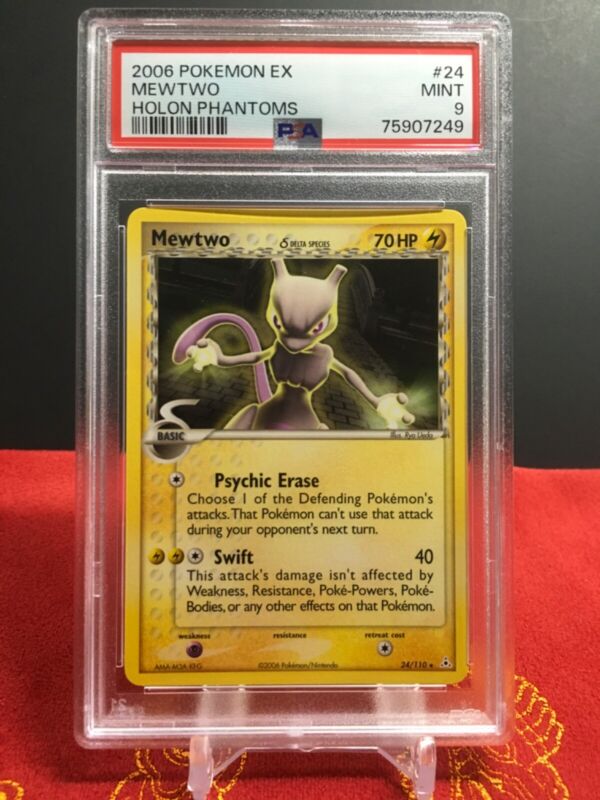 2006 POKEMON EX #24
MEWTWO MINT
HOLON PHANTOMS 9
PSA 75907249
Mewtwo δ DELTA SPECIES 70 HP
BASIC
Illus. Ryo Ueda
Psychic Erase
Choose 1 of the Defending Pokémon's
attacks. That Pokémon can't use that attack
during your opponent's next turn.
Swift 40
This attack's damage isn't affected by
Weakness, Resistance, Poké-Powers, Poké-
Bodies, or any other effects on that Pokémon.
weakness resistance retreat cost
©2006 Pokémon/Nintendo 24/110 ★